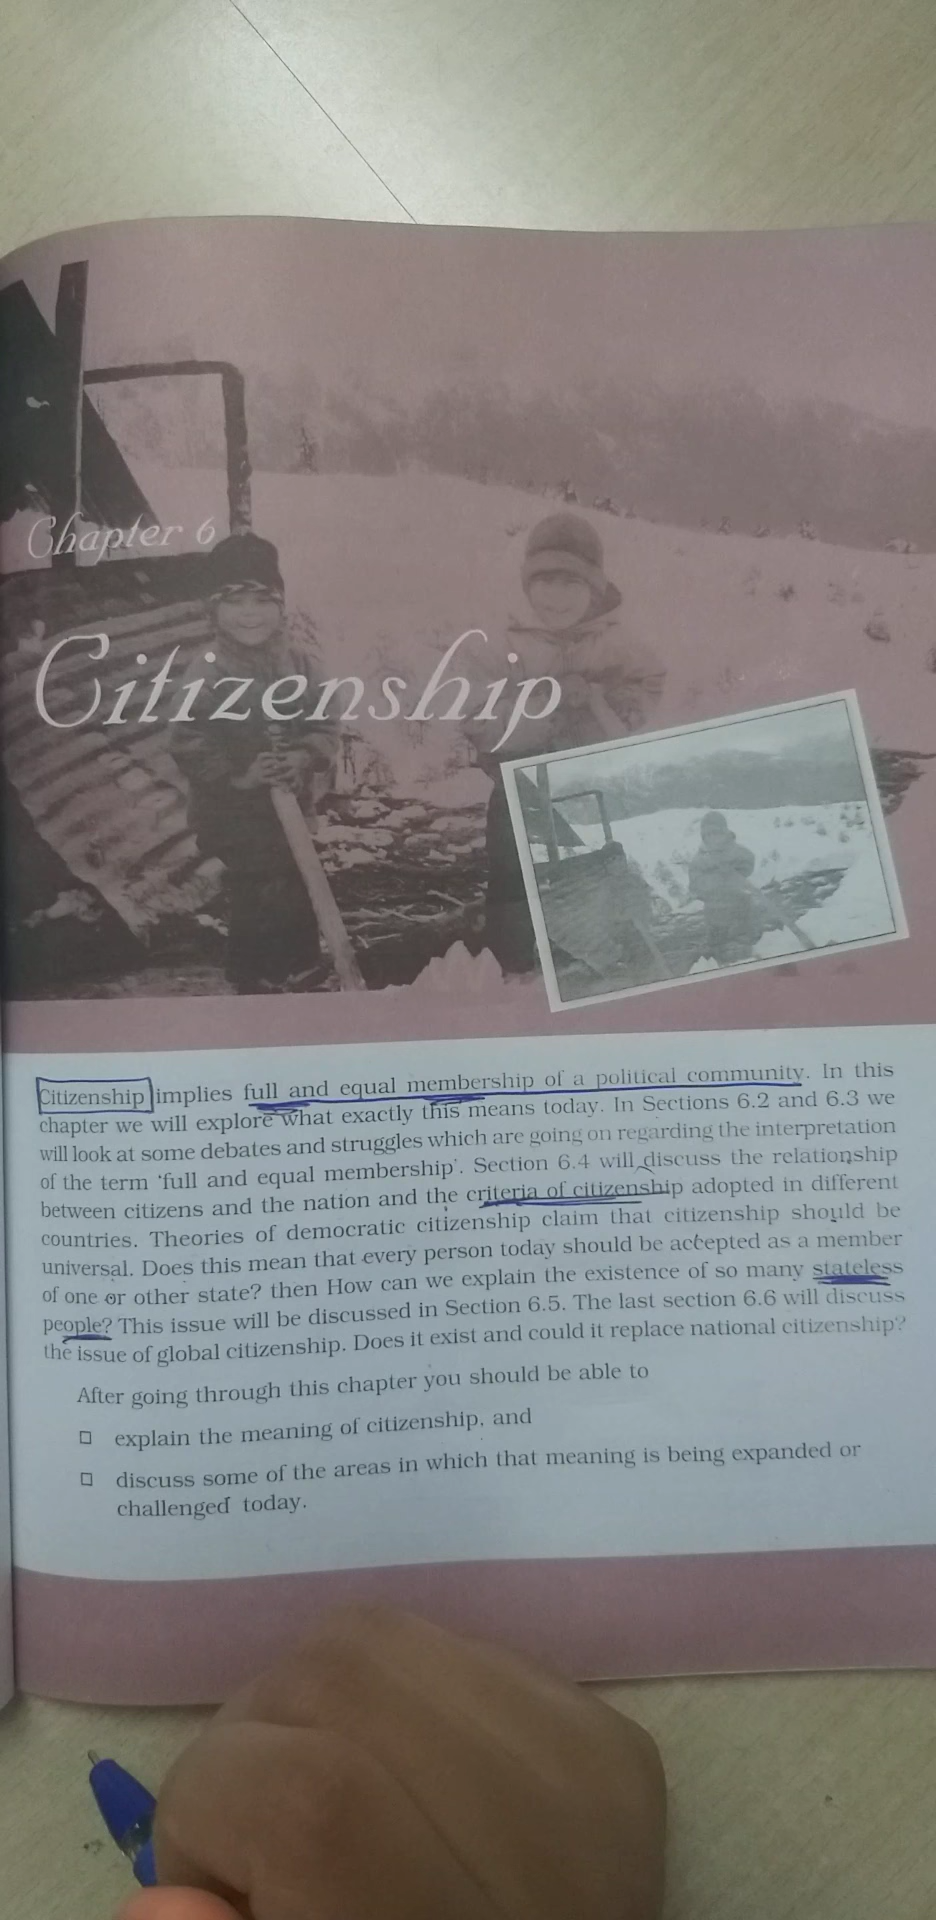 Chapter 6
Citizenship
Citizenship implies full and equal membership of a political community. In this
chapter we will explore what exactly this means today. In Sections 6.2 and 6.3 we
will look at some debates and struggles which are going on regarding the interpretation
of the term 'full and equal membership'. Section 6.4 will discuss the relationship
between citizens and the nation and the criteria of citizenship adopted in different
countries. Theories of democratic citizenship claim that citizenship should be
universal. Does this mean that every person today should be accepted as a member
of one or other state? then How can we explain the existence of so many stateless
people? This issue will be discussed in Section 6.5. The last section 6.6 will discuss
the issue of global citizenship. Does it exist and could it replace national citizenship?
After going through this chapter you should be able to
explain the meaning of citizenship, and
discuss some of the areas in which that meaning is being expanded or
challenged today.